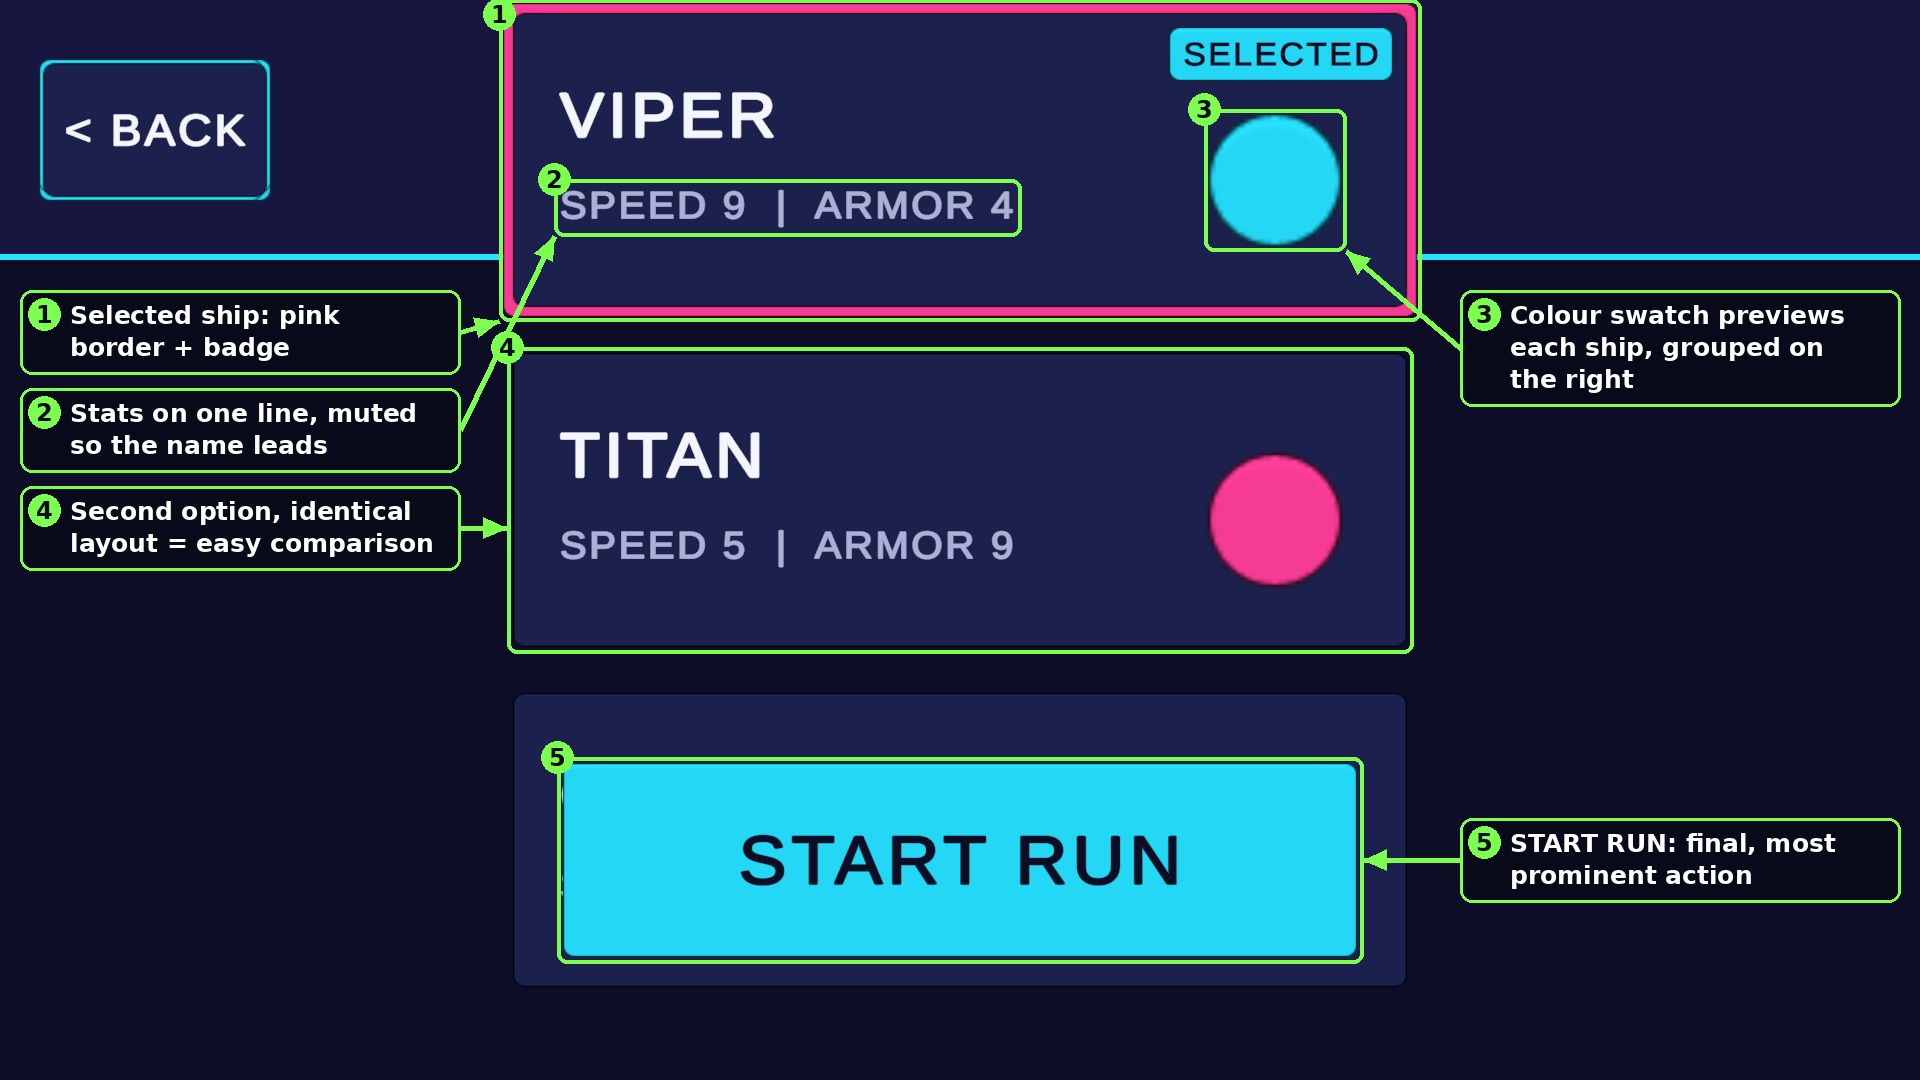 < BACK
1
SELECTED
VIPER
3
2
SPEED 9 | ARMOR 4
1 Selected ship: pink
border + badge
2 Stats on one line, muted
so the name leads
4 Second option, identical
layout = easy comparison
3 Colour swatch previews
each ship, grouped on
the right
4
TITAN
SPEED 5 | ARMOR 9
5
START RUN
5 START RUN: final, most
prominent action